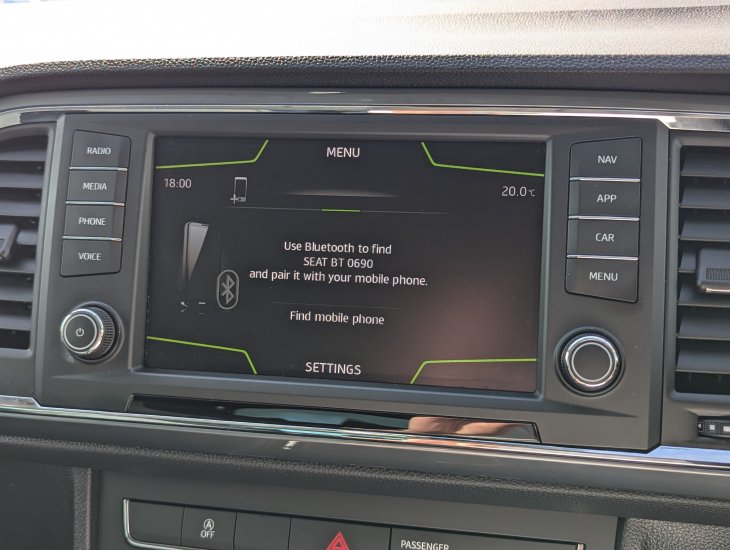 RADIO
MEDIA
PHONE
VOICE
MENU
18:00
20.0°C
Use Bluetooth to find
SEAT BT 0690
and pair it with your mobile phone.
Find mobile phone
SETTINGS
NAV
APP
CAR
MENU
A
OFF
PASSENGER